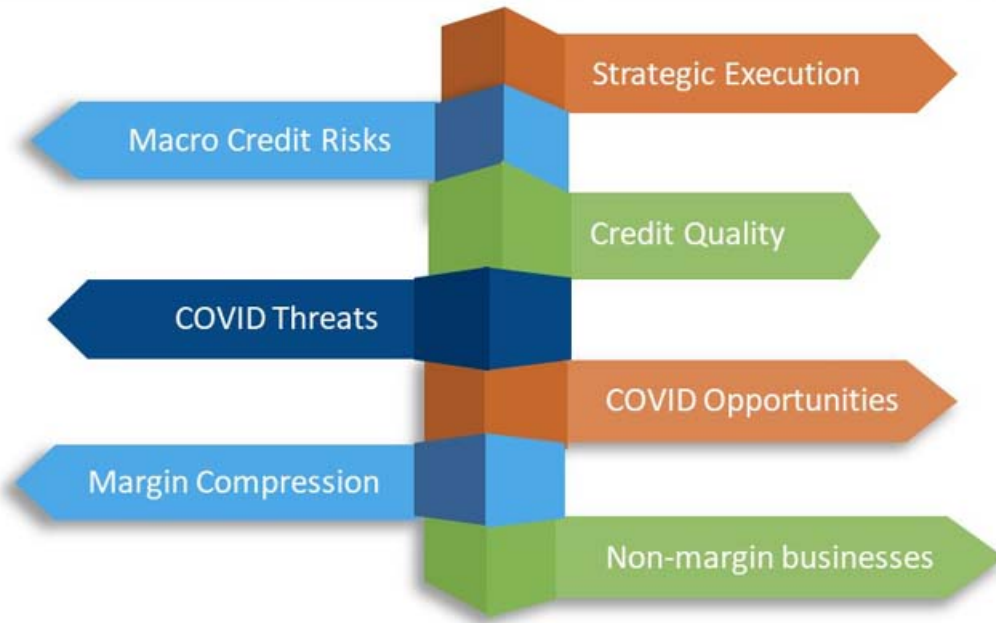 Strategic Execution
Macro Credit Risks
Credit Quality
COVID Threats
COVID Opportunities
Margin Compression
Non-margin businesses